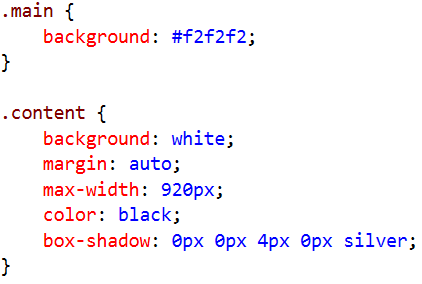 .main {
    background: #f2f2f2;
}

.content {
    background: white;
    margin: auto;
    max-width: 920px;
    color: black;
    box-shadow: 0px 0px 4px 0px silver;
}